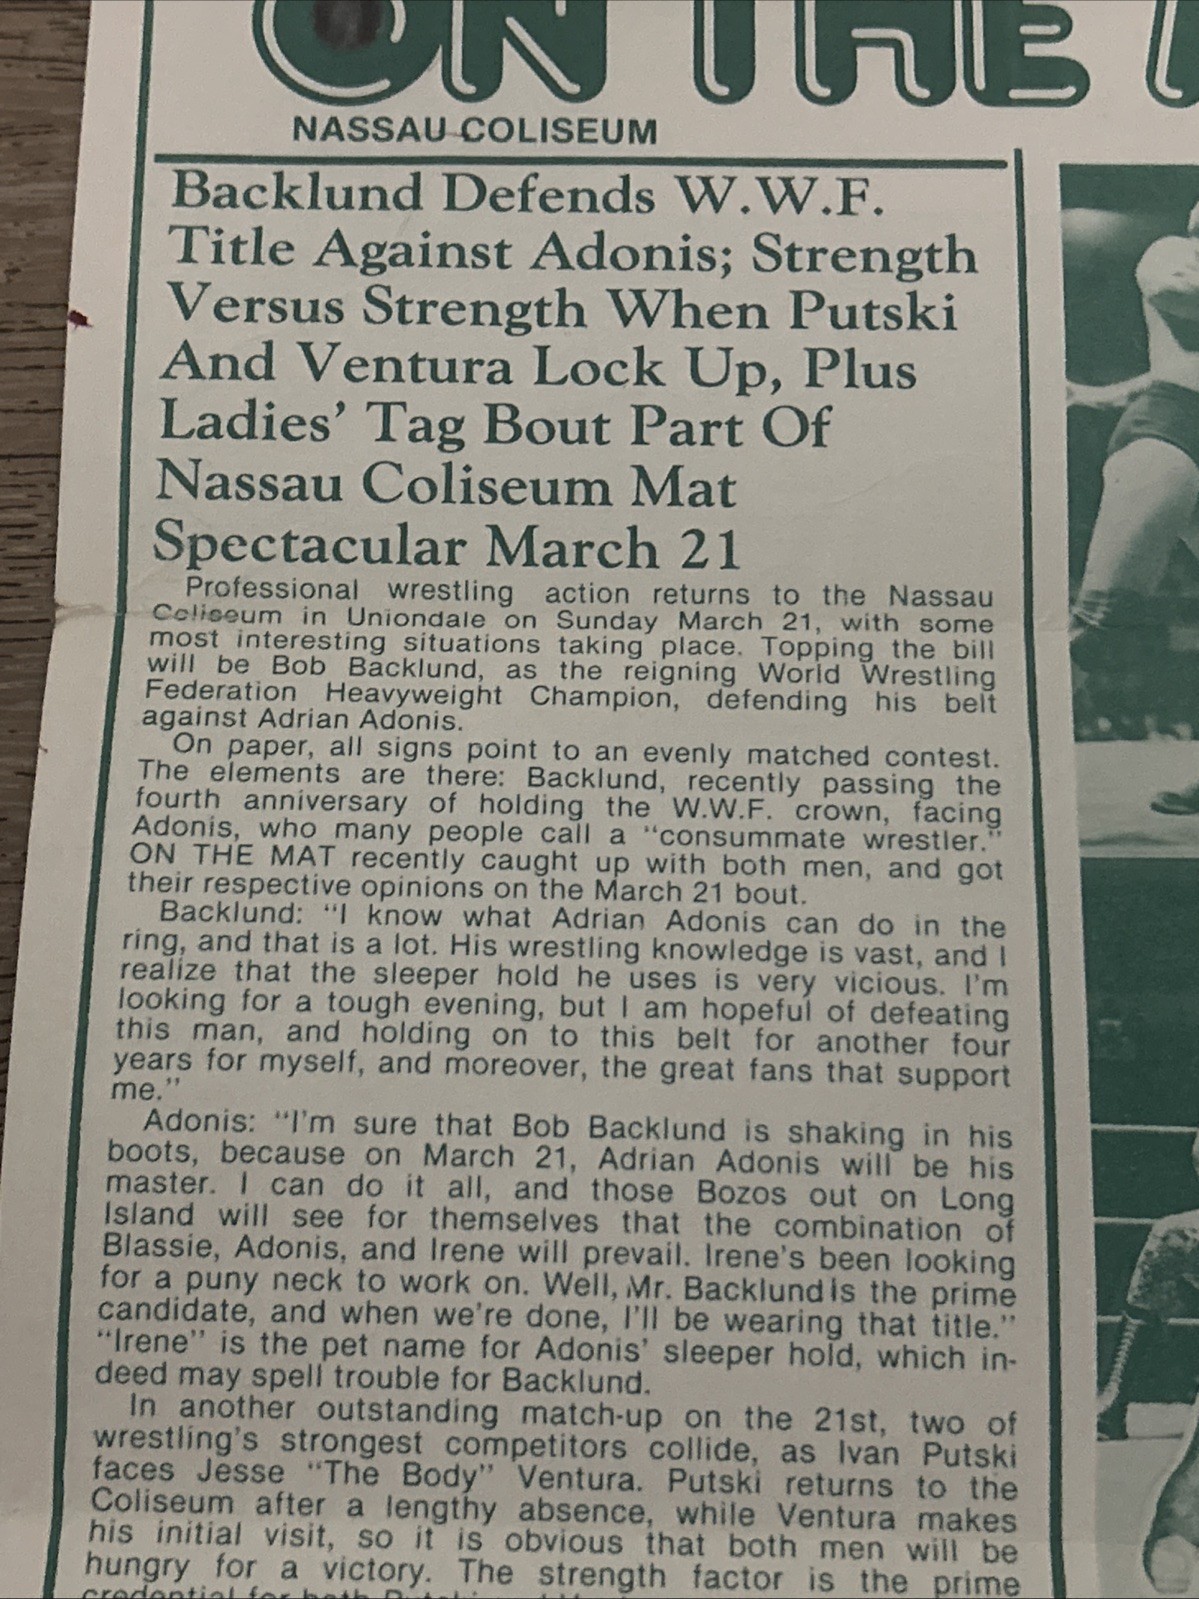 ON THE
NASSAU COLISEUM
Backlund Defends W.W.F.
Title Against Adonis; Strength
Versus Strength When Putski
And Ventura Lock Up, Plus
Ladies' Tag Bout Part Of
Nassau Coliseum Mat
Spectacular March 21
Professional wrestling action returns to the Nassau
Coliseum in Uniondale on Sunday March 21, with some
most interesting situations taking place. Topping the bill
will be Bob Backlund, as the reigning World Wrestling
Federation Heavyweight Champion, defending his belt
against Adrian Adonis.
On paper, all signs point to an evenly matched contest.
The elements are there: Backlund, recently passing the
fourth anniversary of holding the W.W.F. crown, facing
Adonis, who many people call a "consummate wrestler."
ON THE MAT recently caught up with both men, and got
their respective opinions on the March 21 bout.
Backlund: "I know what Adrian Adonis can do in the
ring, and that is a lot. His wrestling knowledge is vast, and I
realize that the sleeper hold he uses is very vicious. I'm
looking for a tough evening, but I am hopeful of defeating
this man, and holding on to this belt for another four
years for myself, and moreover, the great fans that support
me."
Adonis: "I'm sure that Bob Backlund is shaking in his
boots, because on March 21, Adrian Adonis will be his
master. I can do it all, and those Bozos out on Long
Island will see for themselves that the combination of
Blassie, Adonis, and Irene will prevail. Irene's been looking
for a puny neck to work on. Well, Mr. Backlund is the prime
candidate, and when we're done, I'll be wearing that title."
"Irene" is the pet name for Adonis' sleeper hold, which in-
deed may spell trouble for Backlund.
In another outstanding match-up on the 21st, two of
wrestling's strongest competitors collide, as Ivan Putski
faces Jesse "The Body" Ventura. Putski returns to the
Coliseum after a lengthy absence, while Ventura makes
his initial visit, so it is obvious that both men will be
hungry for a victory. The strength factor is the prime
credential for both